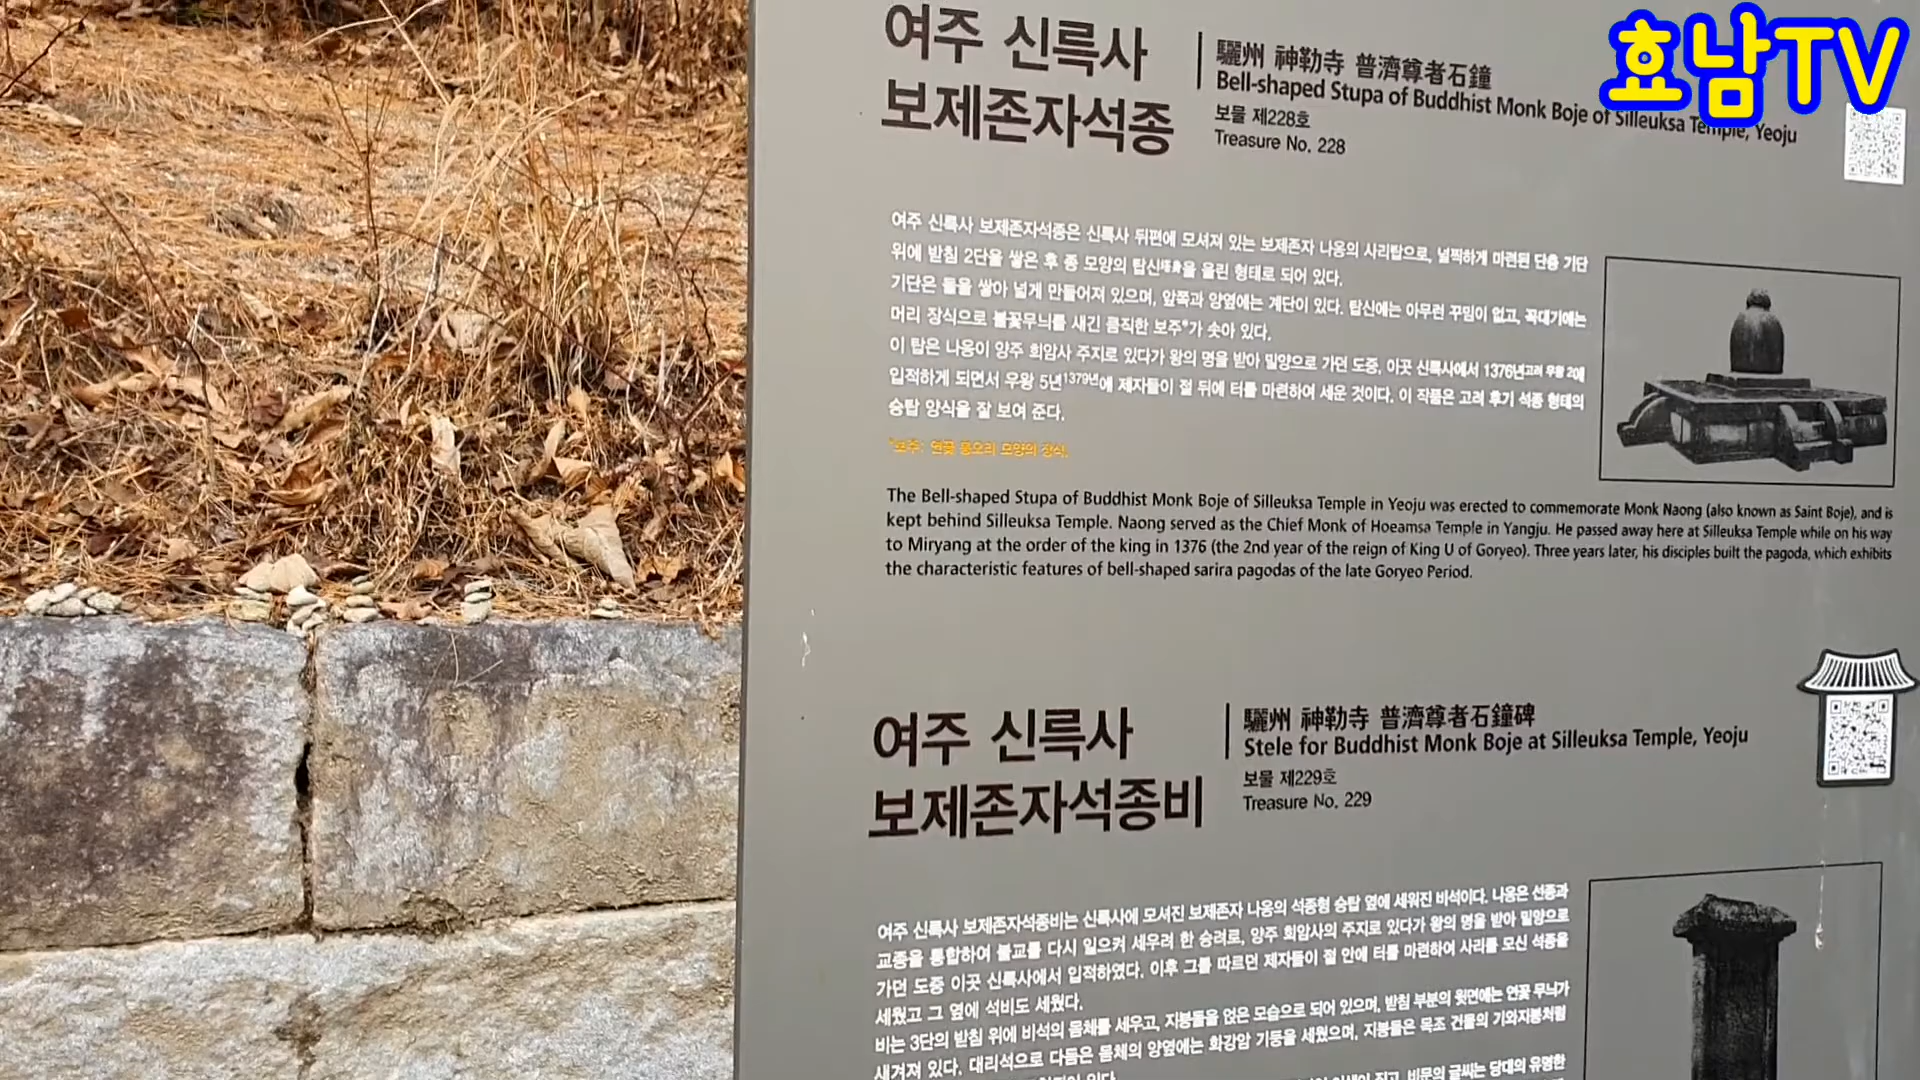 효남TV
여주 신륵사
보제존자석종
驪州 神勒寺 普濟尊者石鐘
Bell-shaped Stupa of Buddhist Monk Boje of Silleuksa Temple, Yeoju
보물 제228호
Treasure No. 228
여주 신륵사 보제존자석종은 신륵사 뒤편에 모셔져 있는 보제존자 나옹의 사리탑으로, 널찍하게 마련된 단층 기단
위에 받침 2단을 쌓은 후 종 모양의 탑신塔身을 올린 형태로 되어 있다.
기단은 돌을 쌓아 넓게 만들어져 있으며, 앞쪽과 양옆에는 계단이 있다. 탑신에는 아무런 꾸밈이 없고, 꼭대기에는
머리 장식으로 불꽃무늬를 새긴 큼직한 보주*가 솟아 있다.
이 탑은 나옹이 양주 회암사 주지로 있다가 왕의 명을 받아 밀양으로 가던 도중, 이곳 신륵사에서 1376년고려 우왕 2에
입적하게 되면서 우왕 5년1379년에 제자들이 절 뒤에 터를 마련하여 세운 것이다. 이 작품은 고려 후기 석종 형태의
승탑 양식을 잘 보여 준다.
*보주: 연꽃 봉오리 모양의 장식.
The Bell-shaped Stupa of Buddhist Monk Boje of Silleuksa Temple in Yeoju was erected to commemorate Monk Naong (also known as Saint Boje), and is
kept behind Silleuksa Temple. Naong served as the Chief Monk of Hoeamsa Temple in Yangju. He passed away here at Silleuksa Temple while on his way
to Miryang at the order of the king in 1376 (the 2nd year of the reign of King U of Goryeo). Three years later, his disciples built the pagoda, which exhibits
the characteristic features of bell-shaped sarira pagodas of the late Goryeo Period.
여주 신륵사
보제존자석종비
驪州 神勒寺 普濟尊者石鐘碑
Stele for Buddhist Monk Boje at Silleuksa Temple, Yeoju
보물 제229호
Treasure No. 229
여주 신륵사 보제존자석종비는 신륵사에 모셔진 보제존자 나옹의 석종형 승탑 옆에 세워진 비석이다. 나옹은 선종과
교종을 통합하여 불교를 다시 일으켜 세우려 한 승려로, 양주 회암사의 주지로 있다가 왕의 명을 받아 밀양으로
가던 도중 이곳 신륵사에서 입적하였다. 이후 그를 따르던 제자들이 절 안에 터를 마련하여 사리를 모신 석종을
세웠고 그 옆에 석비도 세웠다.
비는 3단의 받침 위에 비석의 몸체를 세우고, 지붕돌을 얹은 모습으로 되어 있으며, 받침 부분의 윗면에는 연꽃 무늬가
새겨져 있다. 대리석으로 다듬은 몸체의 양옆에는 화강암 기둥을 세웠으며, 지붕돌은 목조 건물의 기와지붕처럼
비문의 글씨는 당대의 유명한